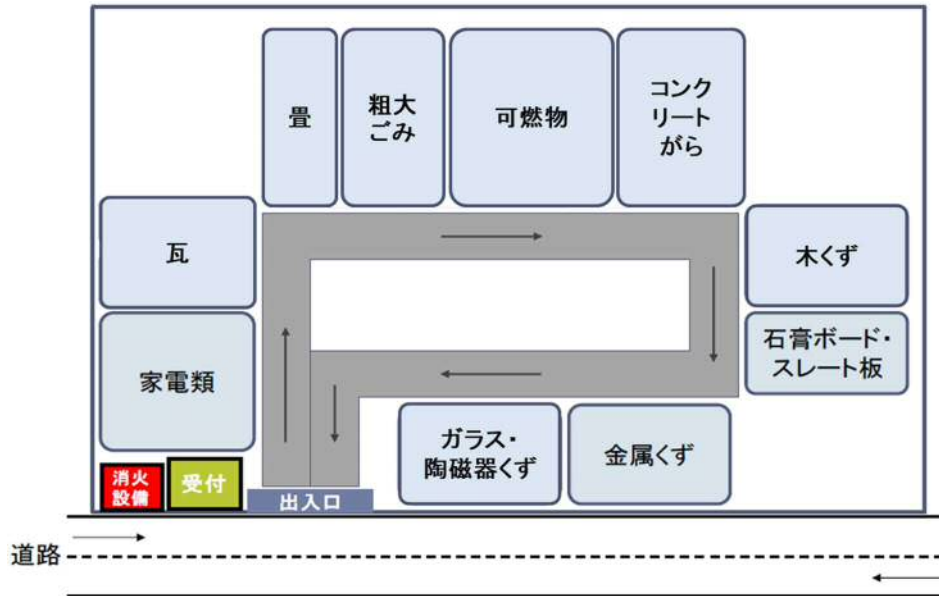 畳
粗大
ごみ
可燃物
コンク
リート
がら
瓦
木くず
家電類
石膏ボード・
スレート板
ガラス・
陶磁器くず
金属くず
消火
設備
受付
出入口
道路